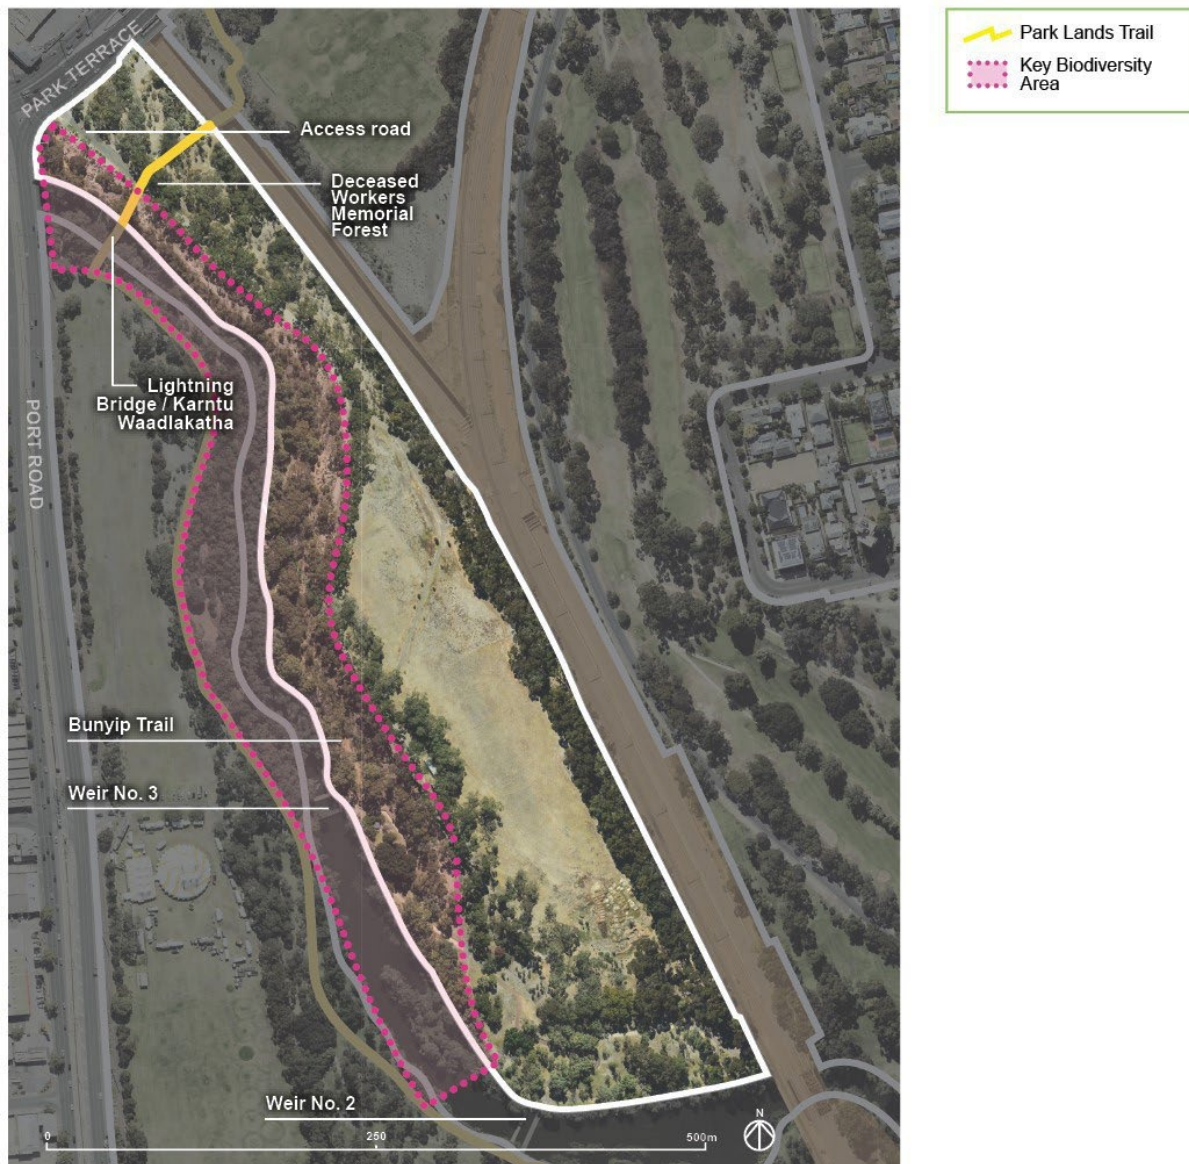 PARK TERRACE
Access road
Deceased
Workers
Memorial
Forest
Lightning
Bridge / Karntu
Waadlakatha
PORT ROAD
Bunyip Trail
Weir No. 3
Weir No. 2
0
250
500m
N
Park Lands Trail
Key Biodiversity
Area